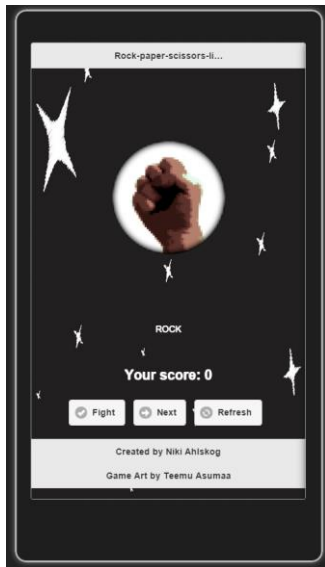 Rock-paper-scissors-li...
ROCK
Your score: 0
Fight Next Refresh
Created by Niki Ahlskog
Game Art by Teemu Asumaa